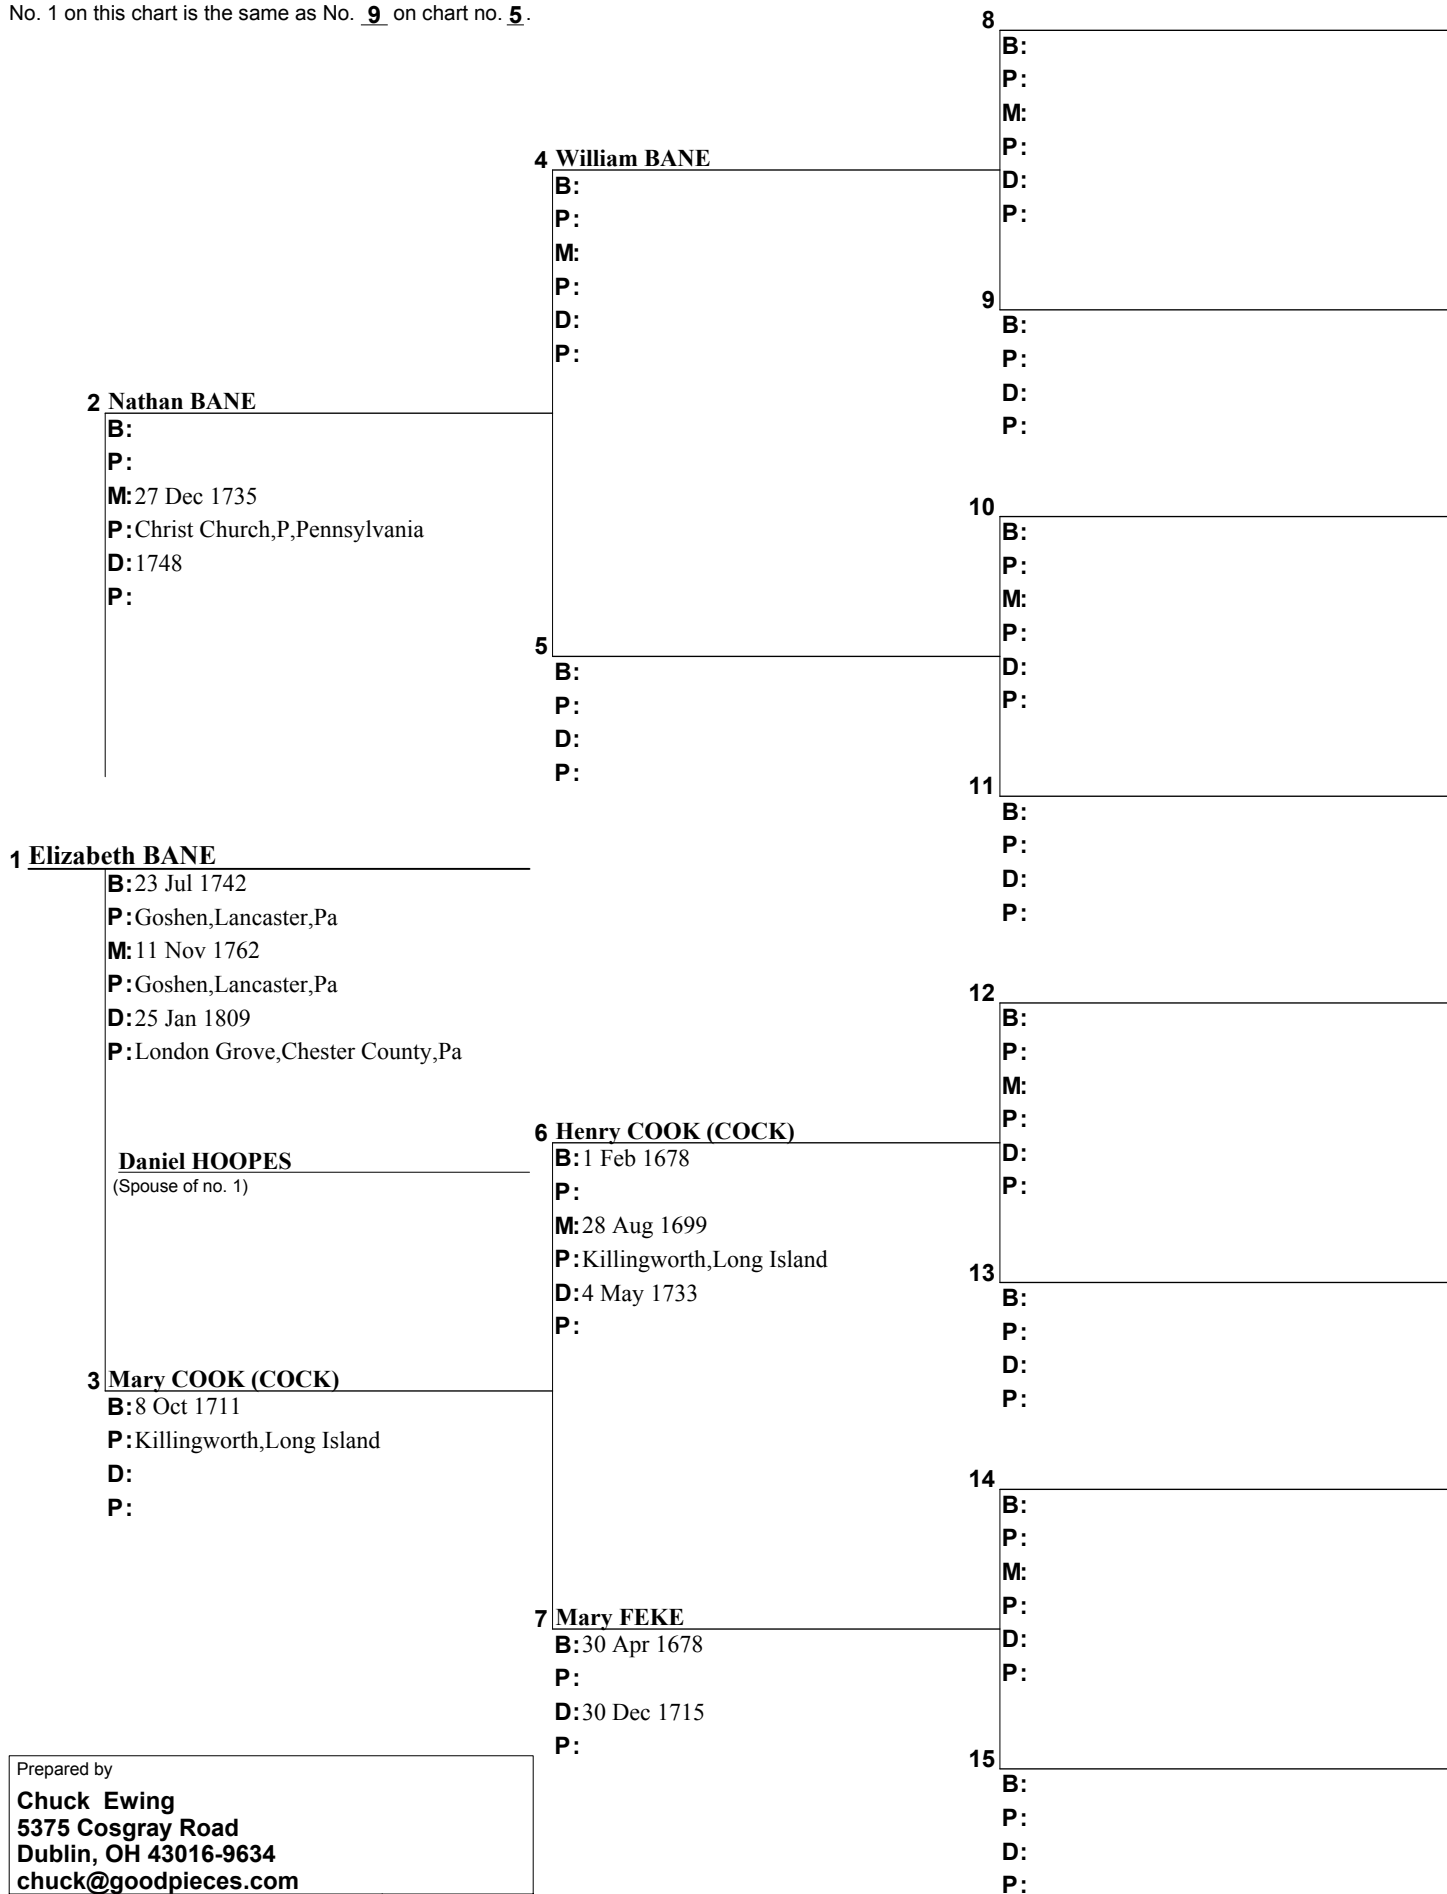 No. 1 on this chart is the same as No. 9 on chart no. 5.
8
B:
P:
M:
P:
D:
P:
4 William BANE
B:
P:
M:
P:
D:
P:
9
B:
P:
D:
P:
2 Nathan BANE
B:
P:
M: 27 Dec 1735
P: Christ Church,P,Pennsylvania
D: 1748
P:
10
B:
P:
M:
P:
D:
P:
5
B:
P:
D:
P:
11
B:
P:
D:
P:
1 Elizabeth BANE
B: 23 Jul 1742
P: Goshen,Lancaster,Pa
M: 11 Nov 1762
P: Goshen,Lancaster,Pa
D: 25 Jan 1809
P: London Grove,Chester County,Pa
Daniel HOOPES
(Spouse of no. 1)
12
B:
P:
M:
P:
D:
P:
6 Henry COOK (COCK)
B: 1 Feb 1678
P:
M: 28 Aug 1699
P: Killingworth,Long Island
D: 4 May 1733
P:
13
B:
P:
D:
P:
3 Mary COOK (COCK)
B: 8 Oct 1711
P: Killingworth,Long Island
D:
P:
14
B:
P:
M:
P:
D:
P:
7 Mary FEKE
B: 30 Apr 1678
P:
D: 30 Dec 1715
P:
15
B:
P:
D:
P:
Prepared by
Chuck Ewing
5375 Cosgray Road
Dublin, OH 43016-9634
chuck@goodpieces.com